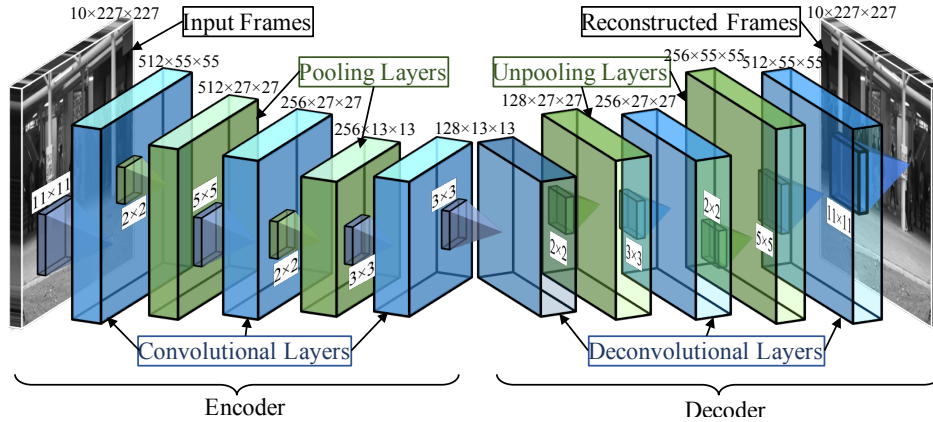 10×227×227
Input Frames
Reconstructed Frames
10×227×227
512×55×55
Pooling Layers
Unpooling Layers
256×55×55
512×55×55
512×27×27
256×27×27
128×27×27
256×27×27
256×13×13
128×13×13
11×11
2×2
5×5
2×2
3×3
3×3
2×2
3×3
2×2
5×5
11×11
Convolutional Layers
Deconvolutional Layers
Encoder
Decoder